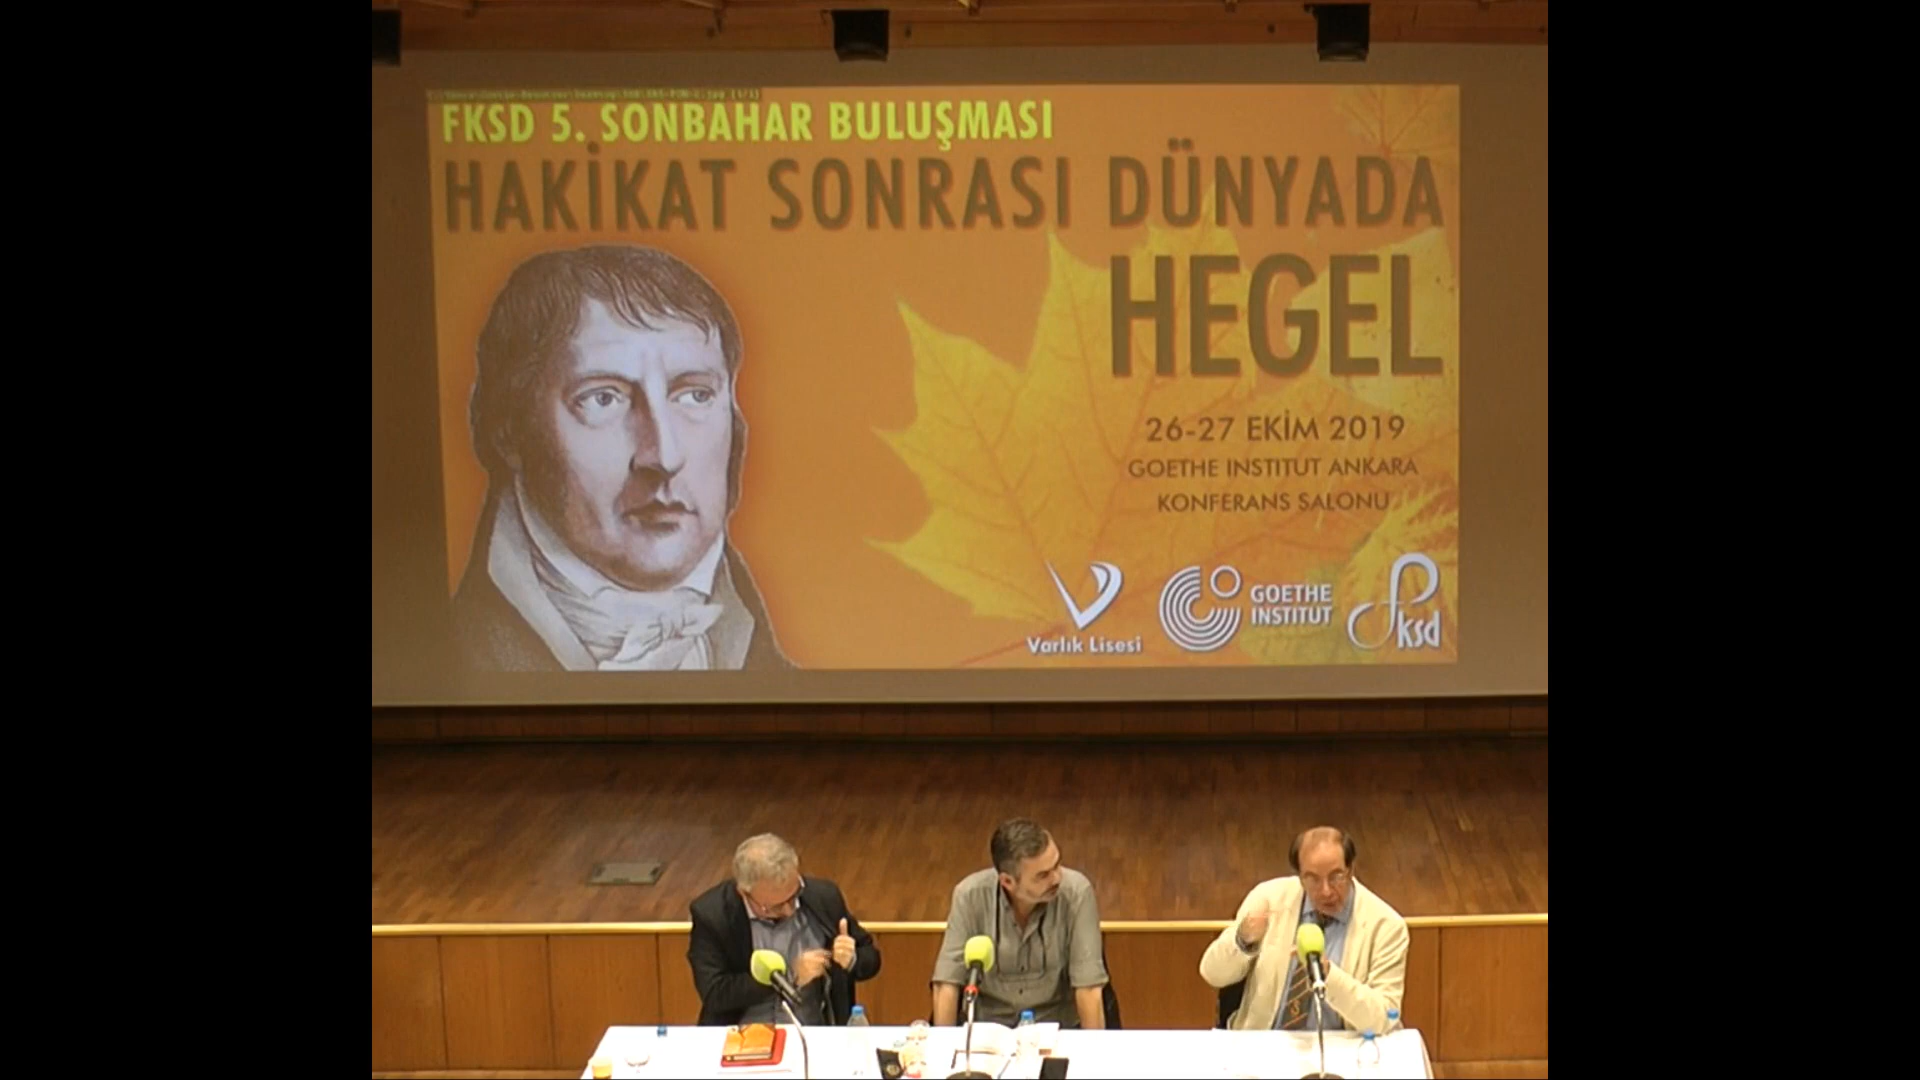 FKSD 5. SONBAHAR BULUŞMASI
HAKİKAT SONRASI DÜNYADA
HEGEL
26-27 EKİM 2019
GOETHE INSTITUT ANKARA
KONFERANS SALONU
Varlık Lisesi
GOETHE
INSTITUT
fksd